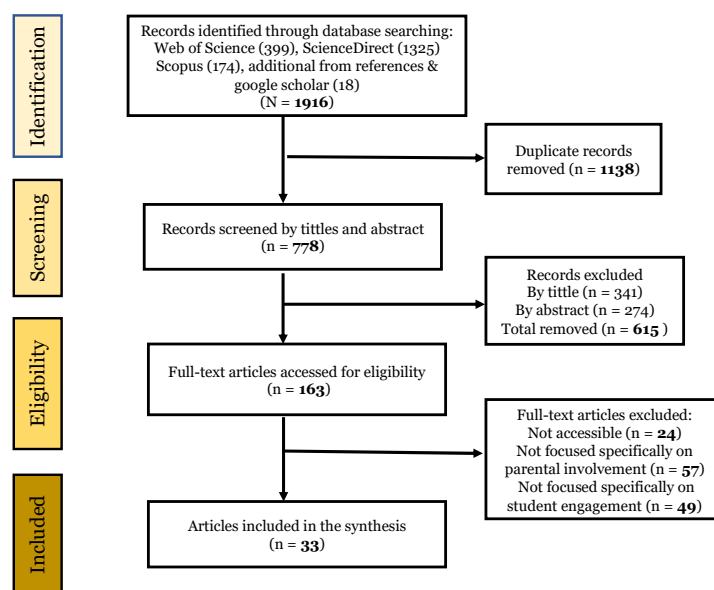 Identification
Records identified through database searching:
Web of Science (399), ScienceDirect (1325)
Scopus (174), additional from references &
google scholar (18)
(N = 1916)
Duplicate records
removed (n = 1138)
Screening
Records screened by tittles and abstract
(n = 778)
Records excluded
By tittle (n = 341)
By abstract (n = 274)
Total removed (n = 615 )
Eligibility
Full-text articles accessed for eligibility
(n = 163)
Full-text articles excluded:
Not accessible (n = 24)
Not focused specifically on
parental involvement (n = 57)
Not focused specifically on
student engagement (n = 49)
Included
Articles included in the synthesis
(n = 33)